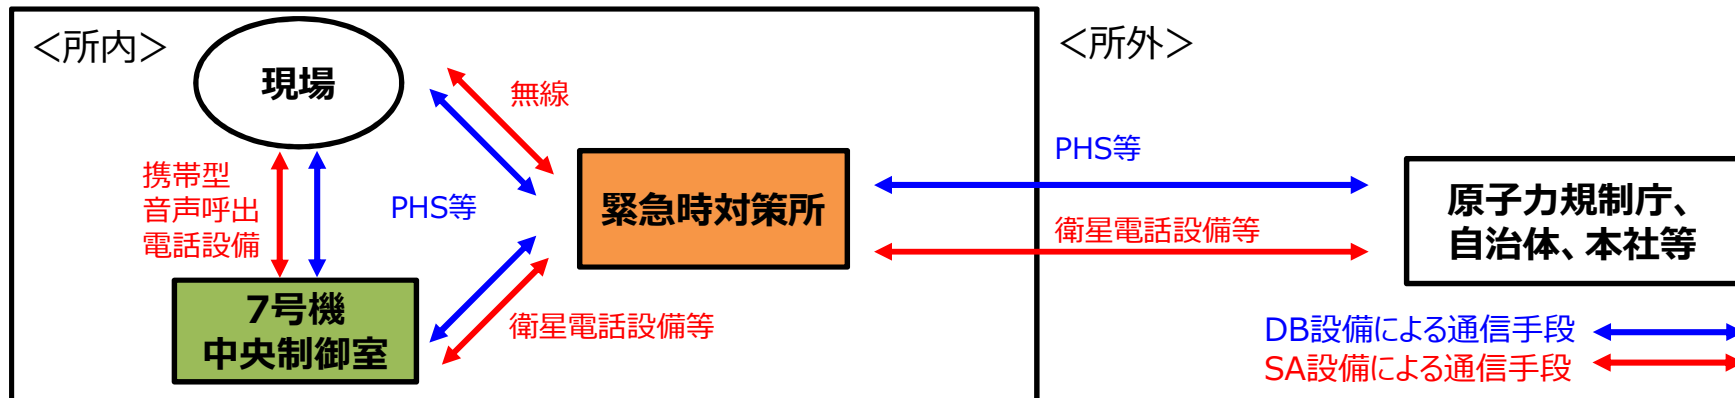 <所内>
<所外>
現場
無線
携帯型
音声呼出
電話設備
PHS等
緊急時対策所
PHS等
衛星電話設備等
原子力規制庁、
自治体、本社等
7号機
中央制御室
衛星電話設備等
DB設備による通信手段
SA設備による通信手段